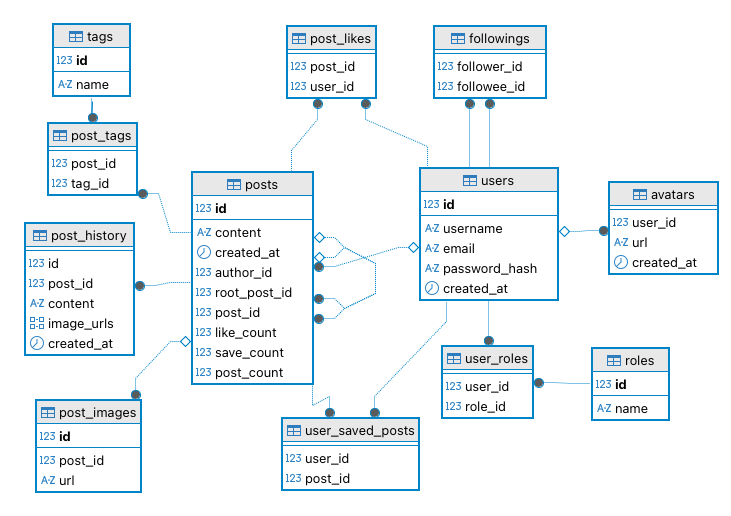 tags
123 id
A-Z name
post_likes
123 post_id
123 user_id
followings
123 follower_id
123 followee_id
post_tags
123 post_id
123 tag_id
posts
123 id
A-Z content
created_at
123 author_id
123 root_post_id
123 post_id
123 like_count
123 save_count
123 post_count
users
123 id
A-Z username
A-Z email
A-Z password_hash
created_at
avatars
123 user_id
A-Z url
created_at
post_history
123 id
123 post_id
A-Z content
image_urls
created_at
user_roles
123 user_id
123 role_id
roles
123 id
A-Z name
post_images
123 id
123 post_id
A-Z url
user_saved_posts
123 user_id
123 post_id